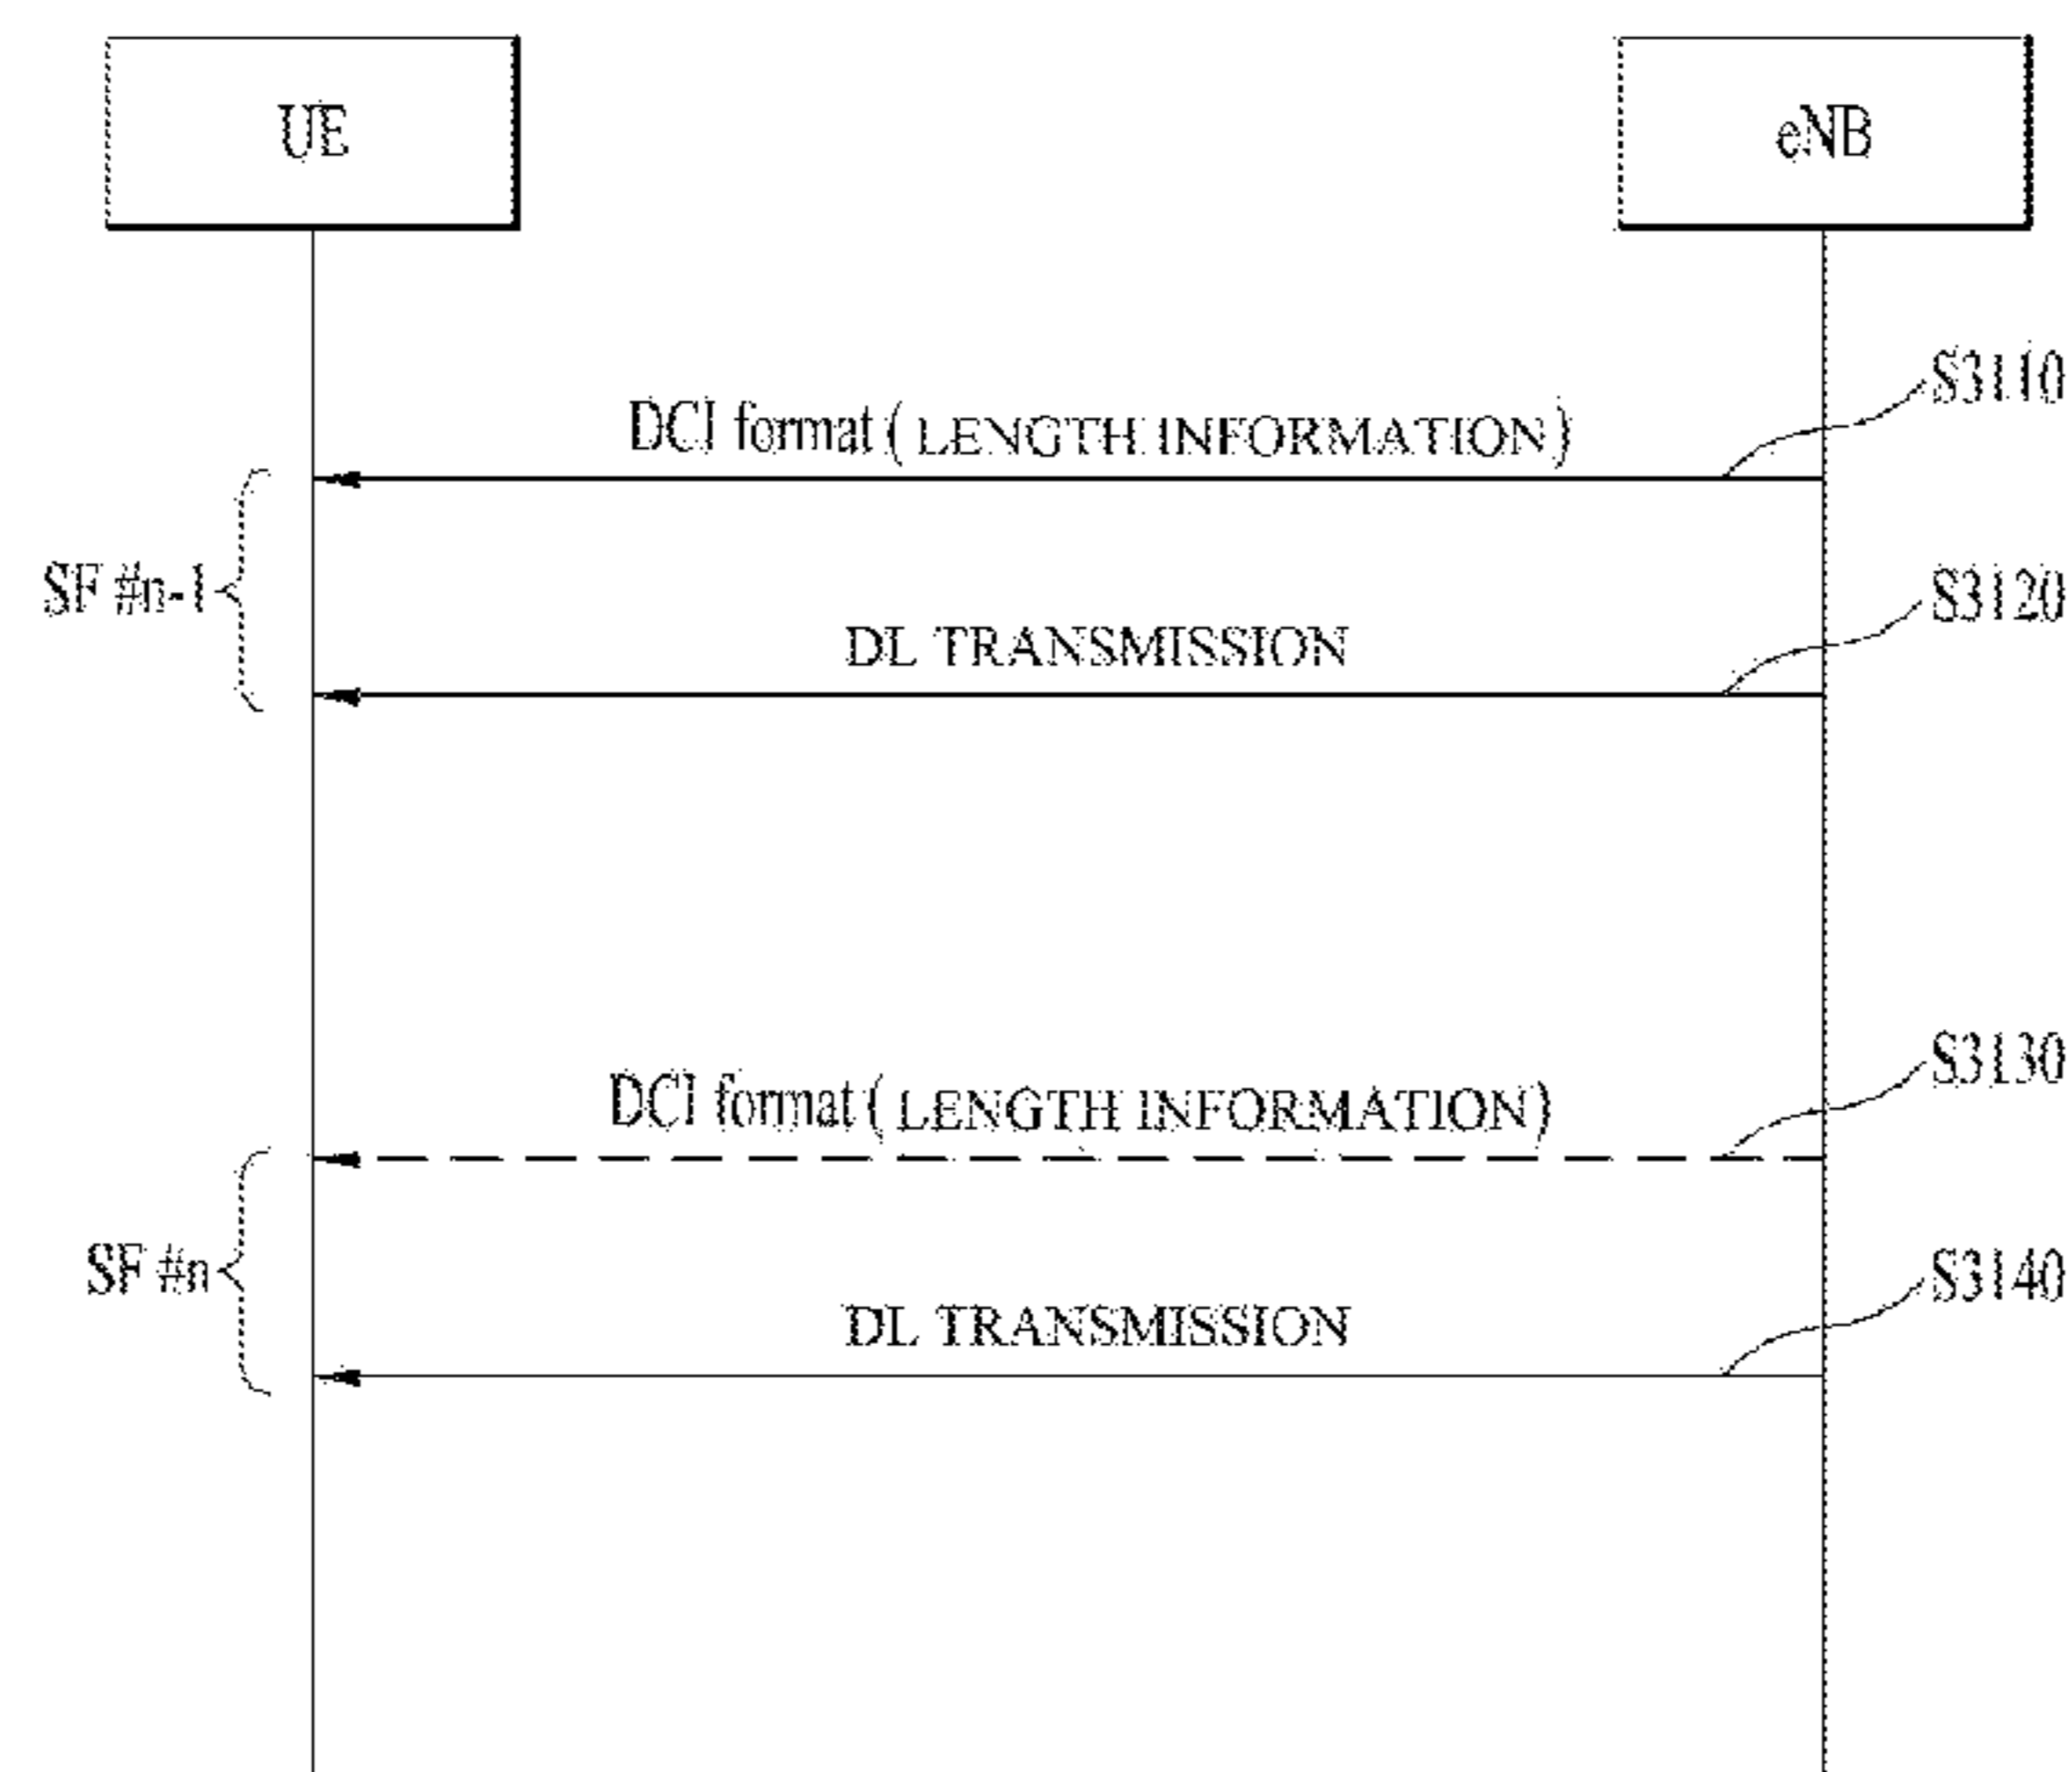 UE
eNB
S3110
DCI format (LENGTH INFORMATION)
SF #n-1
S3120
DL TRANSMISSION
S3130
DCI format (LENGTH INFORMATION)
SF #n
S3140
DL TRANSMISSION